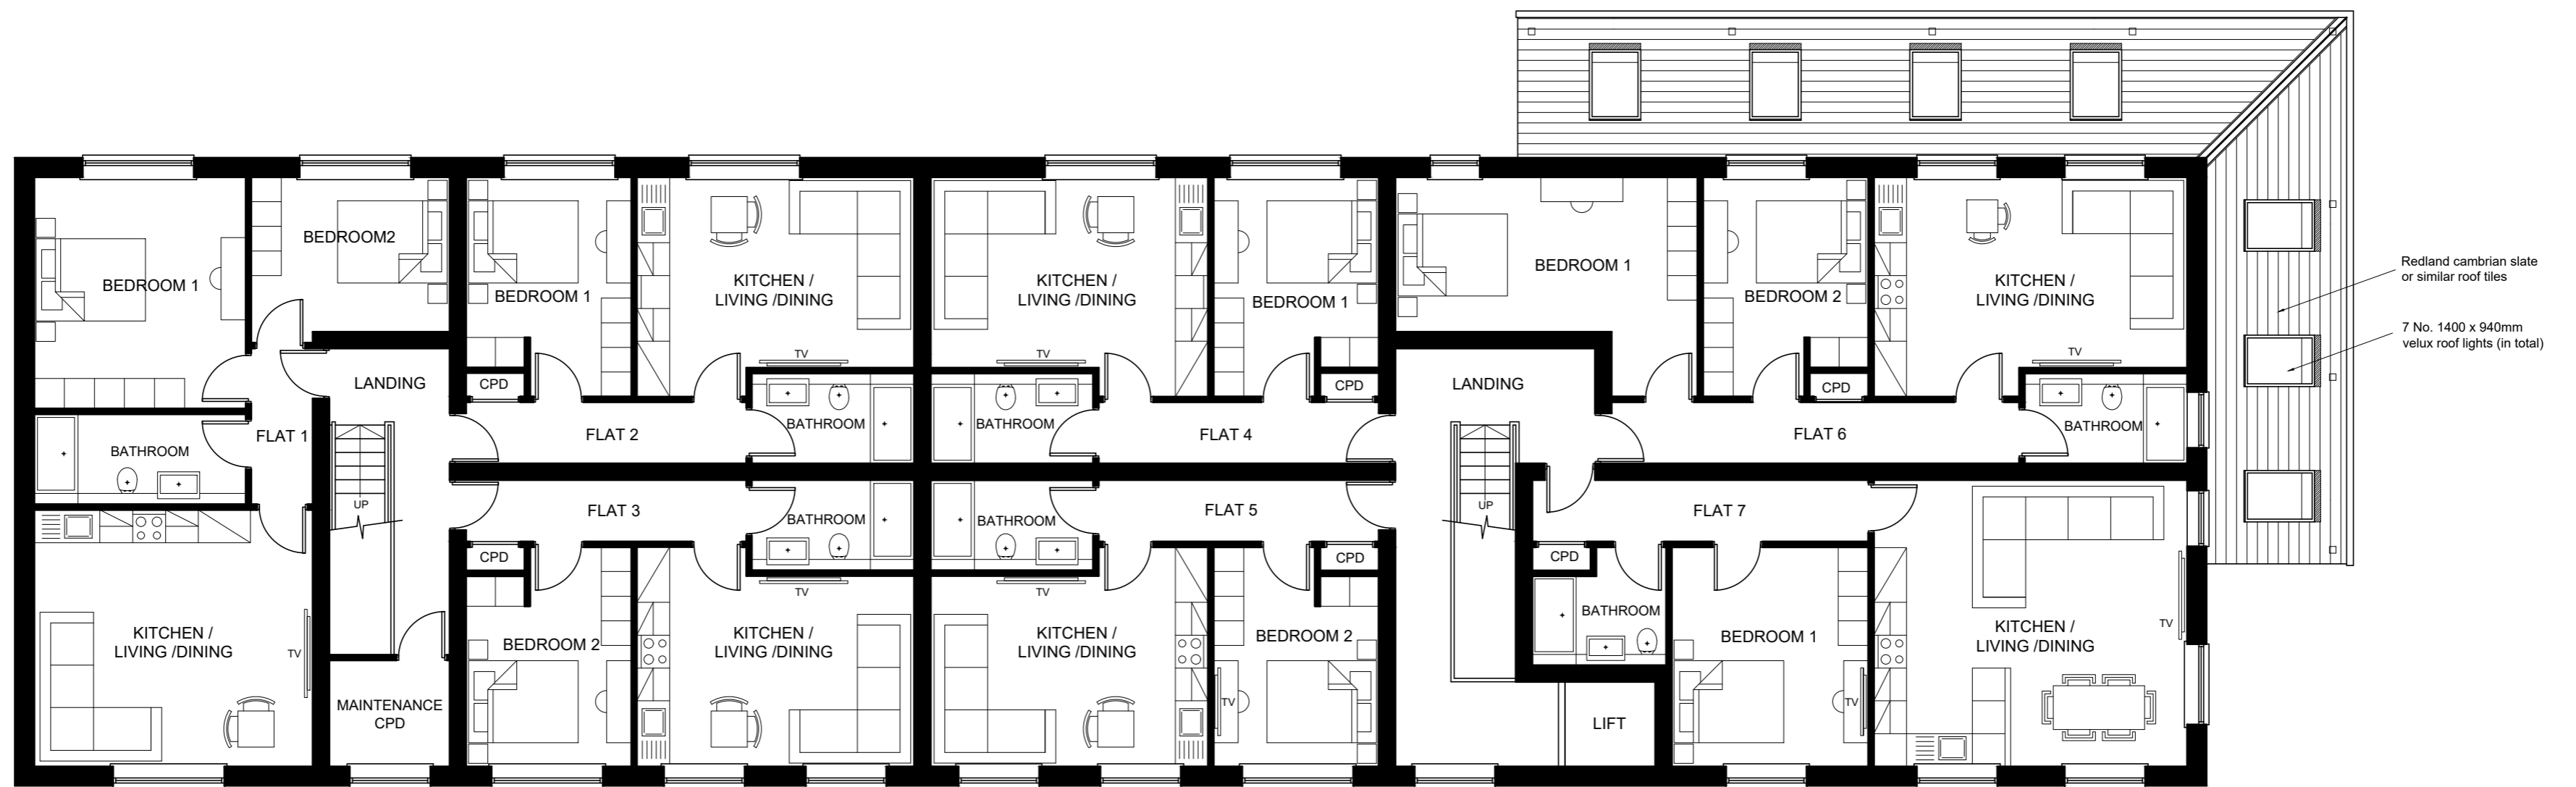 BEDROOM 1
BEDROOM2
BEDROOM 1
KITCHEN /
LIVING /DINING
KITCHEN /
LIVING /DINING
BEDROOM 1
BEDROOM 1
BEDROOM 2
KITCHEN /
LIVING /DINING
Redland cambrian slate
or similar roof tiles
7 No. 1400 x 940mm
velux roof lights (in total)
TV
TV
TV
LANDING
CPD
CPD
LANDING
CPD
BATHROOM
FLAT 1
FLAT 2
BATHROOM
BATHROOM
FLAT 4
FLAT 6
BATHROOM
UP
FLAT 3
BATHROOM
BATHROOM
FLAT 5
UP
FLAT 7
CPD
CPD
CPD
TV
TV
KITCHEN /
LIVING /DINING
TV
BEDROOM 2
KITCHEN /
LIVING /DINING
KITCHEN /
LIVING /DINING
BEDROOM 2
BATHROOM
BEDROOM 1
KITCHEN /
LIVING /DINING
TV
MAINTENANCE
CPD
TV
LIFT
TV